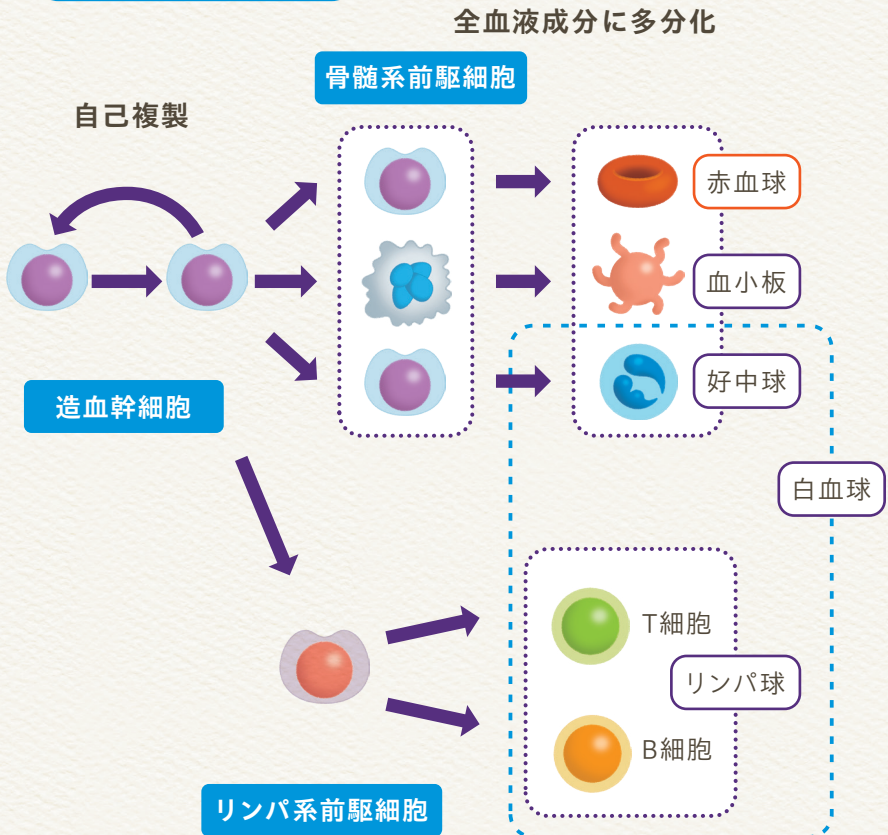 全血液成分に多分化
骨髄系前駆細胞
自己複製
赤血球
血小板
好中球
造血幹細胞
白血球
T細胞
リンパ球
B細胞
リンパ系前駆細胞